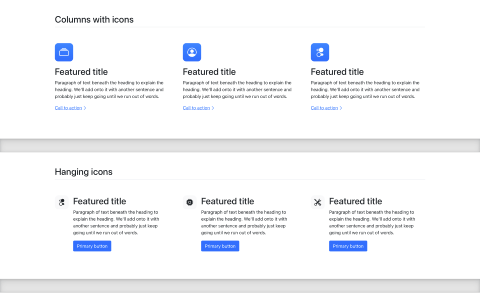 Columns with icons
Featured title
Paragraph of text beneath the heading to explain the
heading. We'll add onto it with another sentence and
probably just keep going until we run out of words.
Call to action
Featured title
Paragraph of text beneath the heading to explain the
heading. We'll add onto it with another sentence and
probably just keep going until we run out of words.
Call to action
Featured title
Paragraph of text beneath the heading to explain the
heading. We'll add onto it with another sentence and
probably just keep going until we run out of words.
Call to action
Hanging icons
Featured title
Paragraph of text beneath the heading to
explain the heading. We'll add onto it with
another sentence and probably just keep
going until we run out of words.
Primary button
Featured title
Paragraph of text beneath the heading to
explain the heading. We'll add onto it with
another sentence and probably just keep
going until we run out of words.
Primary button
Featured title
Paragraph of text beneath the heading to
explain the heading. We'll add onto it with
another sentence and probably just keep
going until we run out of words.
Primary button